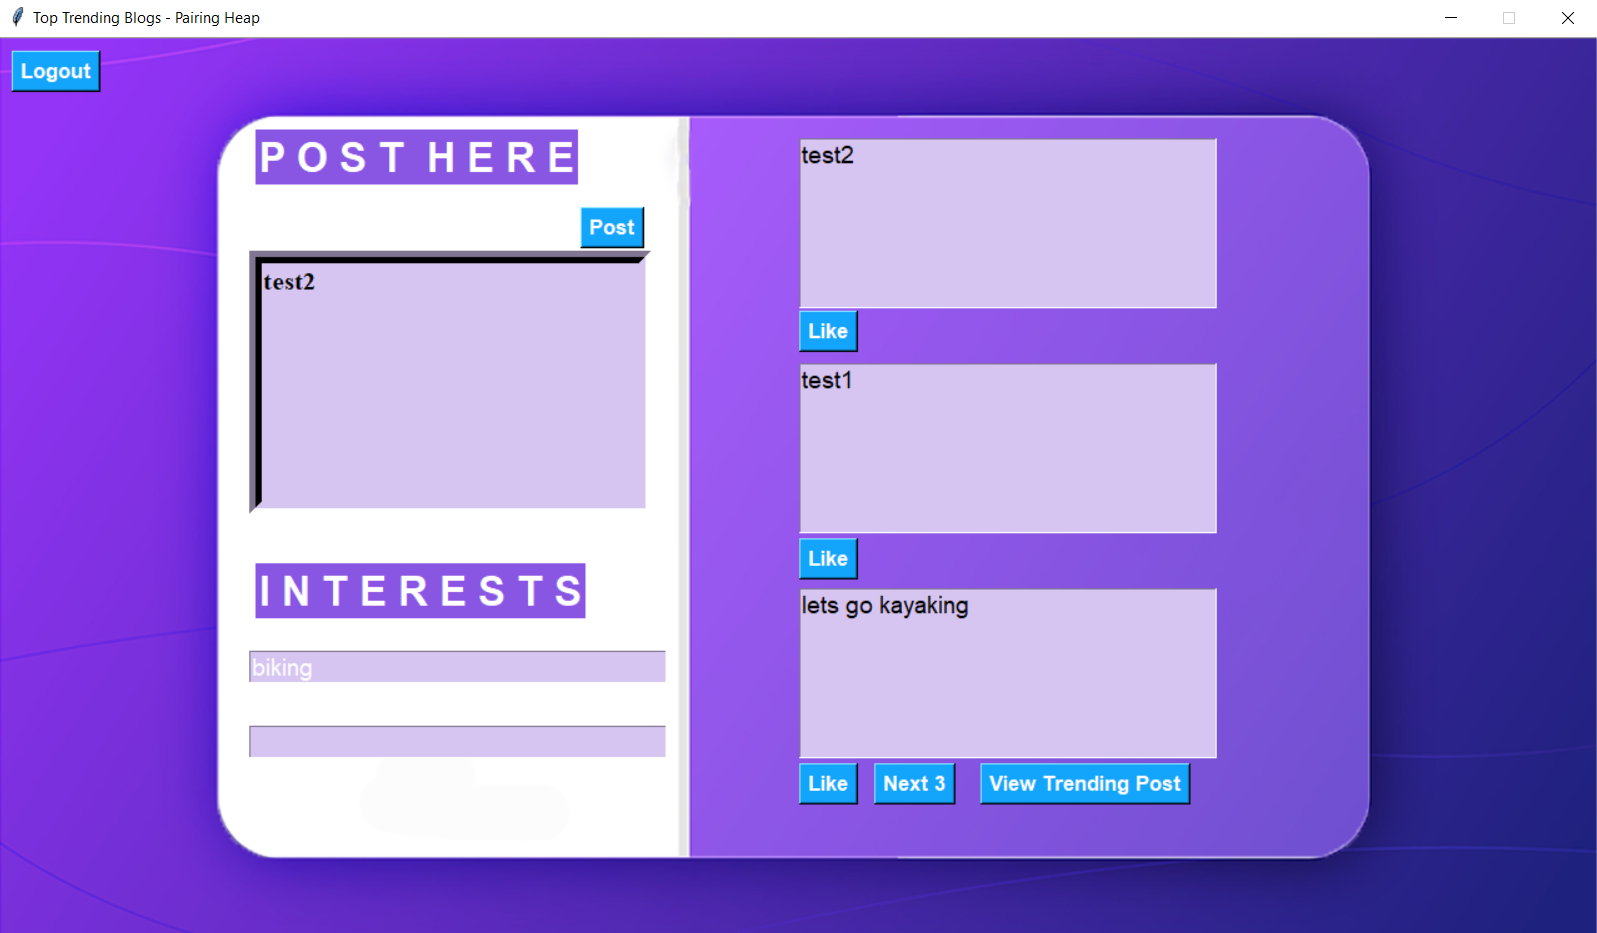 Top Trending Blogs - Pairing Heap
Logout
POST HERE
Post
test2
INTERESTS
biking
test2
Like
test1
Like
lets go kayaking
Like Next 3 View Trending Post